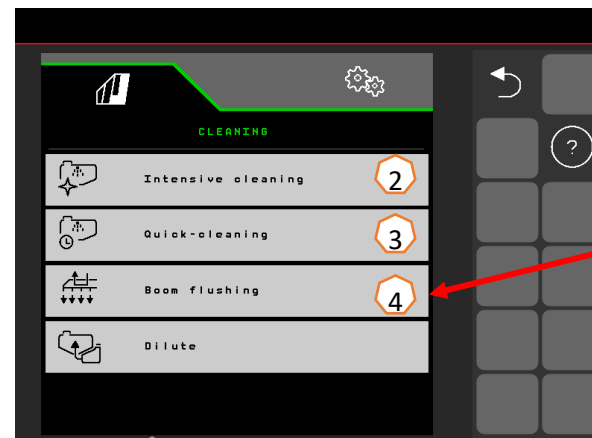 CLEANING
?
Intensive cleaning 2
Quick-cleaning 3
Boom flushing 4
Dilute